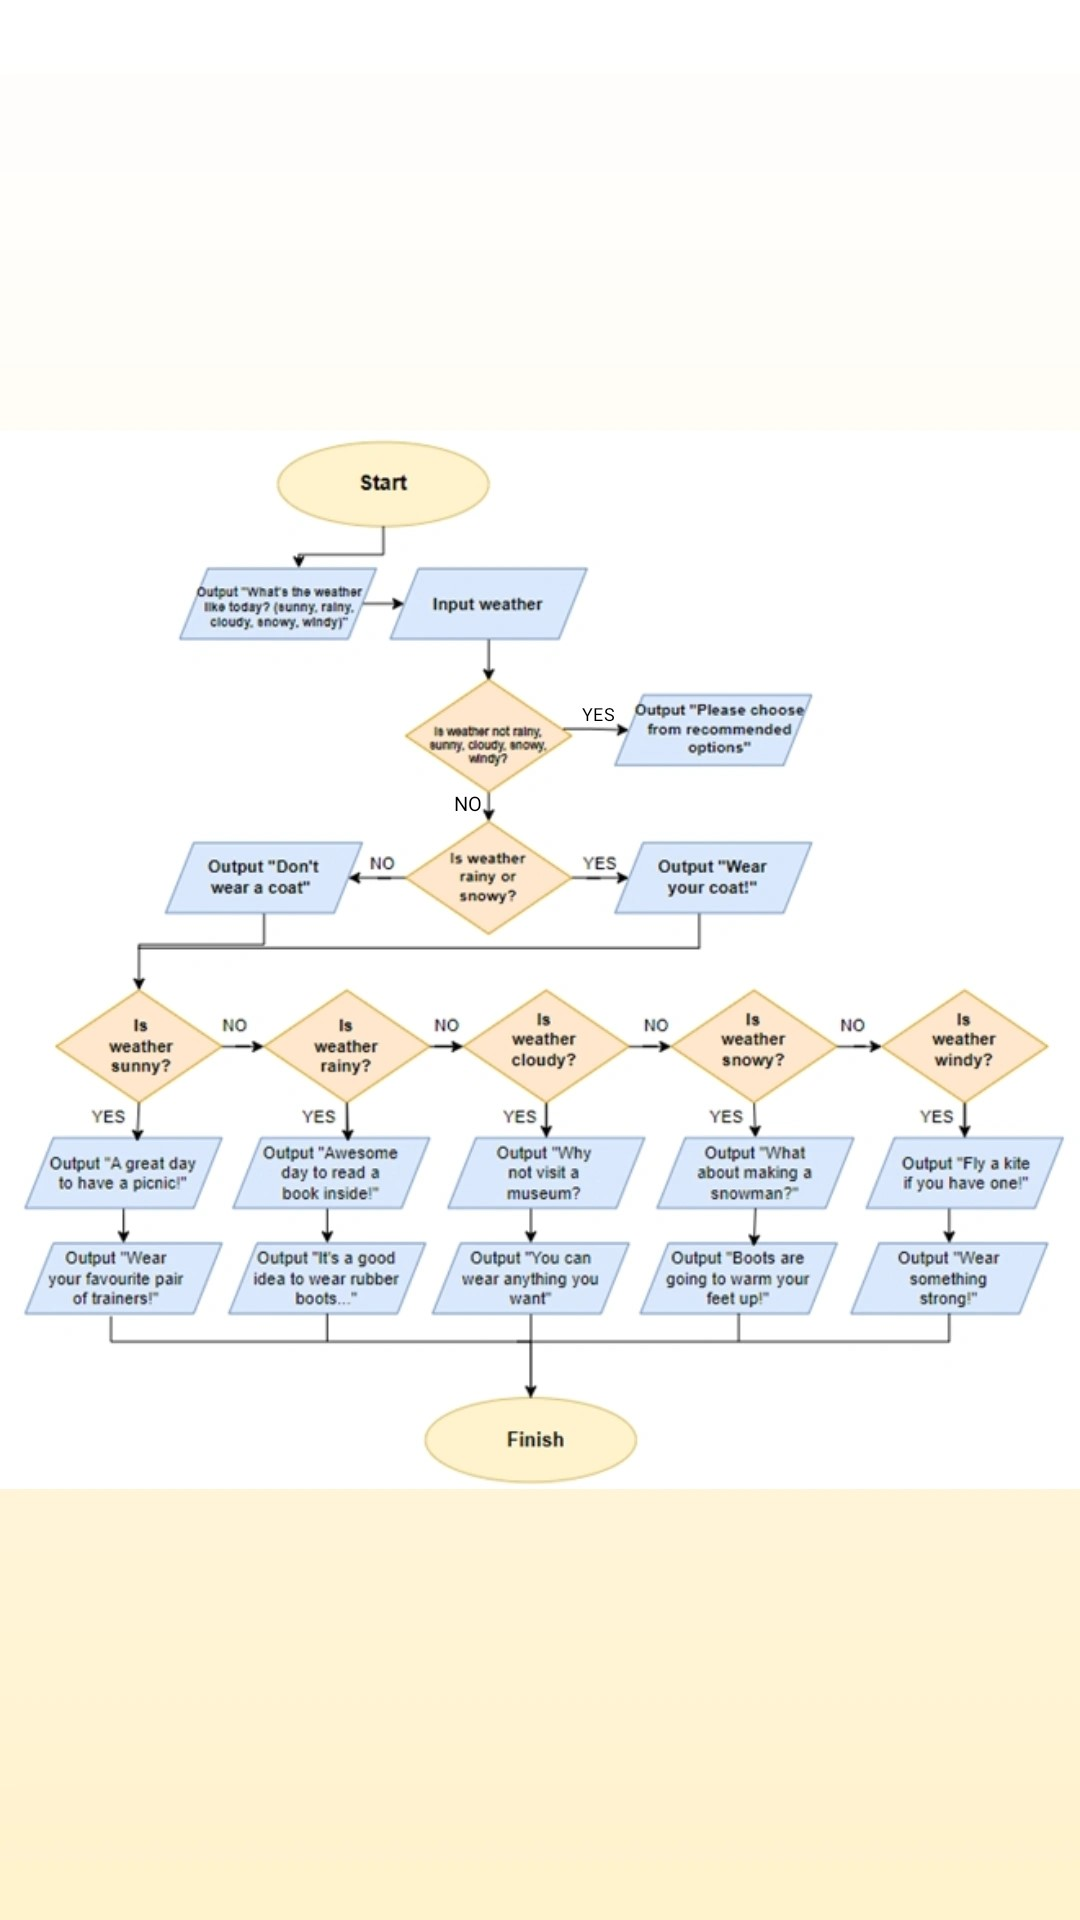 Start
Output "What's the weather
like today? (sunny, rainy,
cloudy, snowy, windy)"
Input weather
Is weather not rainy,
sunny, cloudy, snowy,
windy?
YES
Output "Please choose
from recommended
options"
NO
Output "Don't
wear a coat"
NO
Is weather
rainy or
snowy?
YES
Output "Wear
your coat!"
Is
weather
sunny?
NO
Is
weather
rainy?
NO
Is
weather
cloudy?
NO
Is
weather
snowy?
NO
Is
weather
windy?
YES
YES
YES
YES
YES
Output "A great day
to have a picnic!"
Output "Awesome
day to read a
book inside!"
Output "Why
not visit a
museum?
Output "What
about making a
snowman?"
Output "Fly a kite
if you have one!"
Output "Wear
your favourite pair
of trainers!"
Output "It's a good
idea to wear rubber
boots..."
Output "You can
wear anything you
want"
Output "Boots are
going to warm your
feet up!"
Output "Wear
something
strong!"
Finish